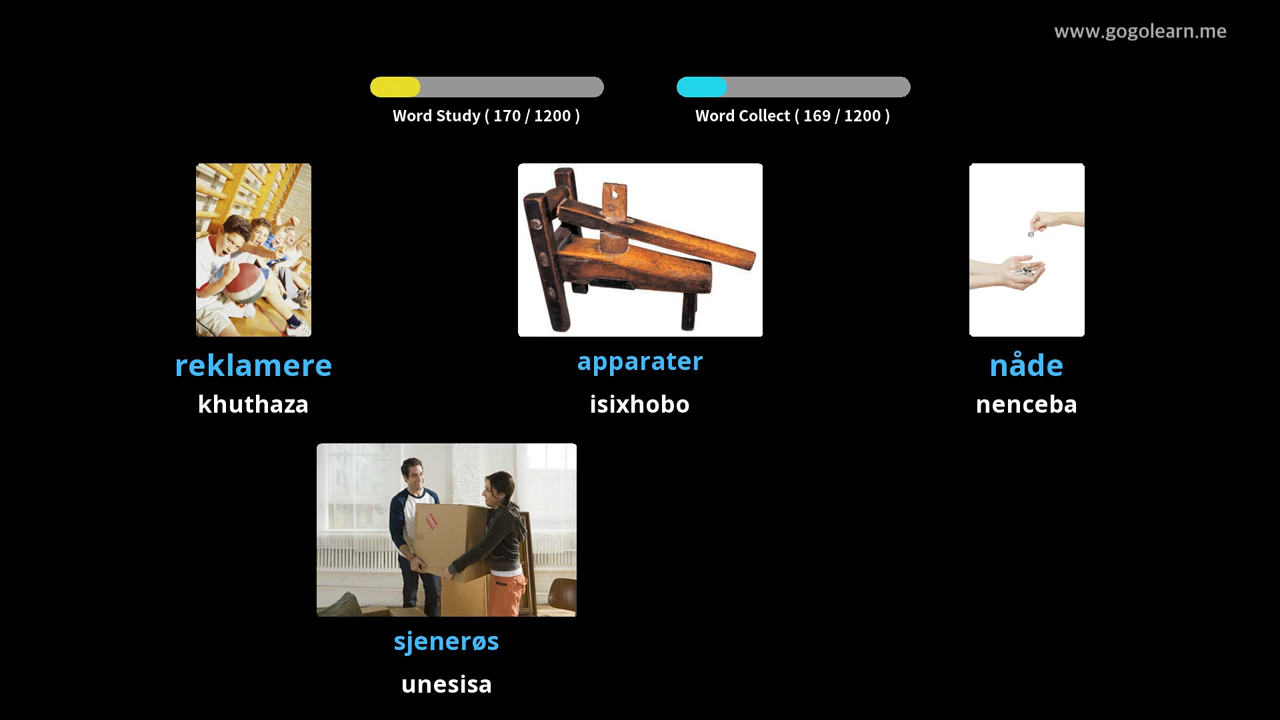 www.gogolearn.me
Word Study ( 170 / 1200 )
Word Collect ( 169 / 1200 )
reklamere
khuthaza
apparater
isixhobo
nåde
nenceba
sjenerøs
unesisa